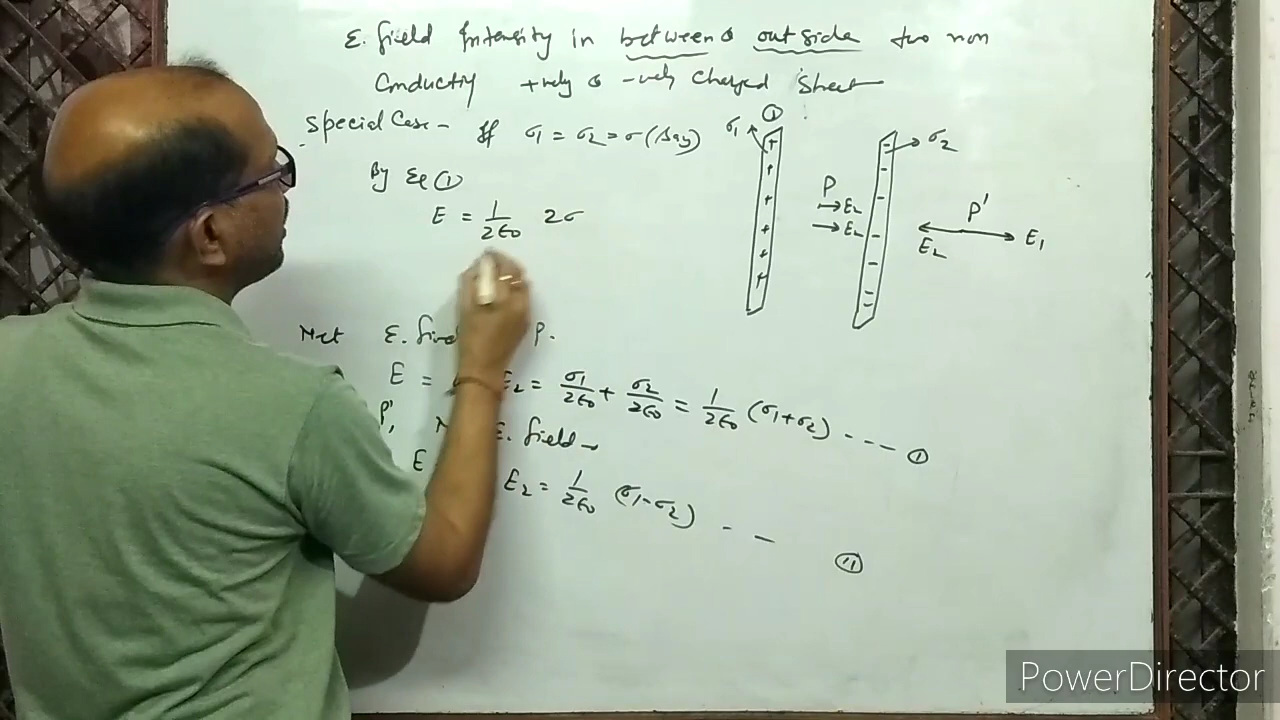 E. field Intensity in between & outside two non
Conducting +vely & -vely Charged Sheet
Special Case - If σ1 = σ2 = σ (Say)
By Eq ①
E = 1/2ε0 2σ
①
σ1
+
+
+
+
+
+
P
→ E2
→ E2
σ2
-
-
-
-
-
-
-
P'
E2
E1
Net E. P.
E = E2 = σ1/2ε0 + σ2/2ε0 = 1/2ε0 (σ1+σ2) - - - - ①
P', E. field -
E E2 = 1/2ε0 (σ1-σ2) - - ⑪
PowerDirector